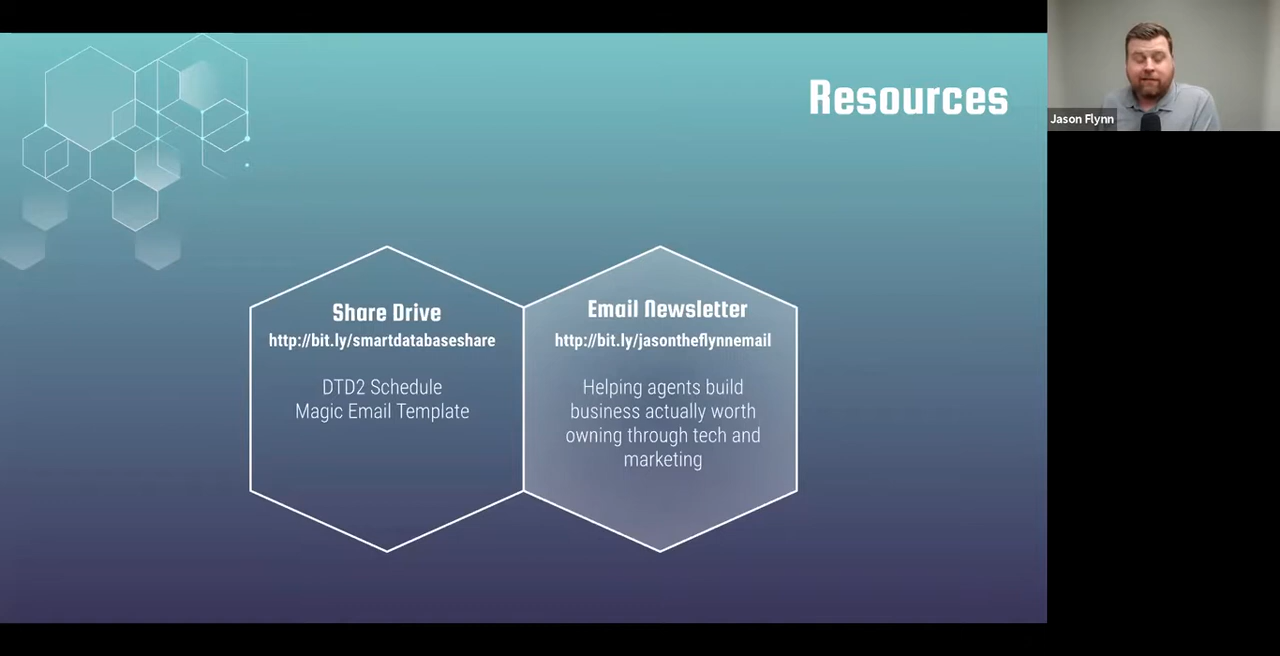 Resources
Jason Flynn
Share Drive
http://bit.ly/smartdatabaseshare
DTD2 Schedule
Magic Email Template
Email Newsletter
http://bit.ly/jasontheflynnemail
Helping agents build
business actually worth
owning through tech and
marketing